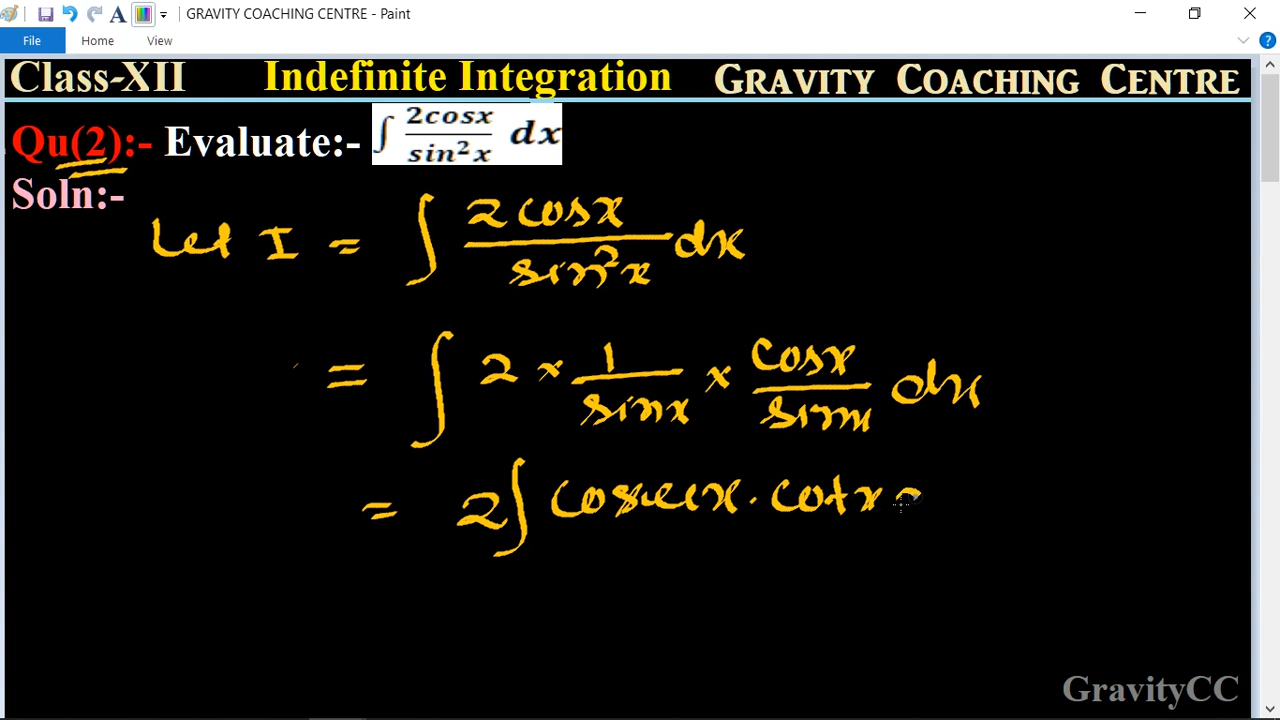 GRAVITY COACHING CENTRE - Paint
File Home View
Class-XII Indefinite Integration GRAVITY COACHING CENTRE
Qu(2):- Evaluate:- ∫ 2cosx/sin²x dx
Soln:-
Let I = ∫ 2cosx/sin²x dx
= ∫ 2 × 1/sinx × cosx/sinx dx
= 2∫ cosecx . cotx
GravityCC